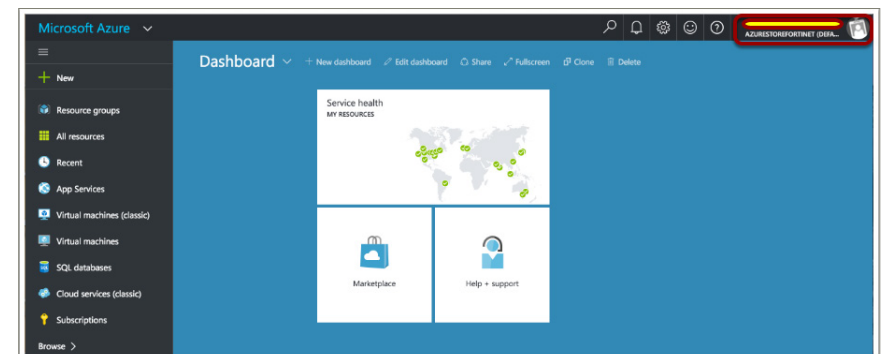 Microsoft Azure
AZURESTOREFORTINET (DEFA...
New
Resource groups
All resources
Recent
App Services
Virtual machines (classic)
Virtual machines
SQL databases
Cloud services (classic)
Subscriptions
Browse >
Dashboard
+ New dashboard Edit dashboard Share Fullscreen Clone Delete
Service health
MY RESOURCES
Marketplace
Help + support